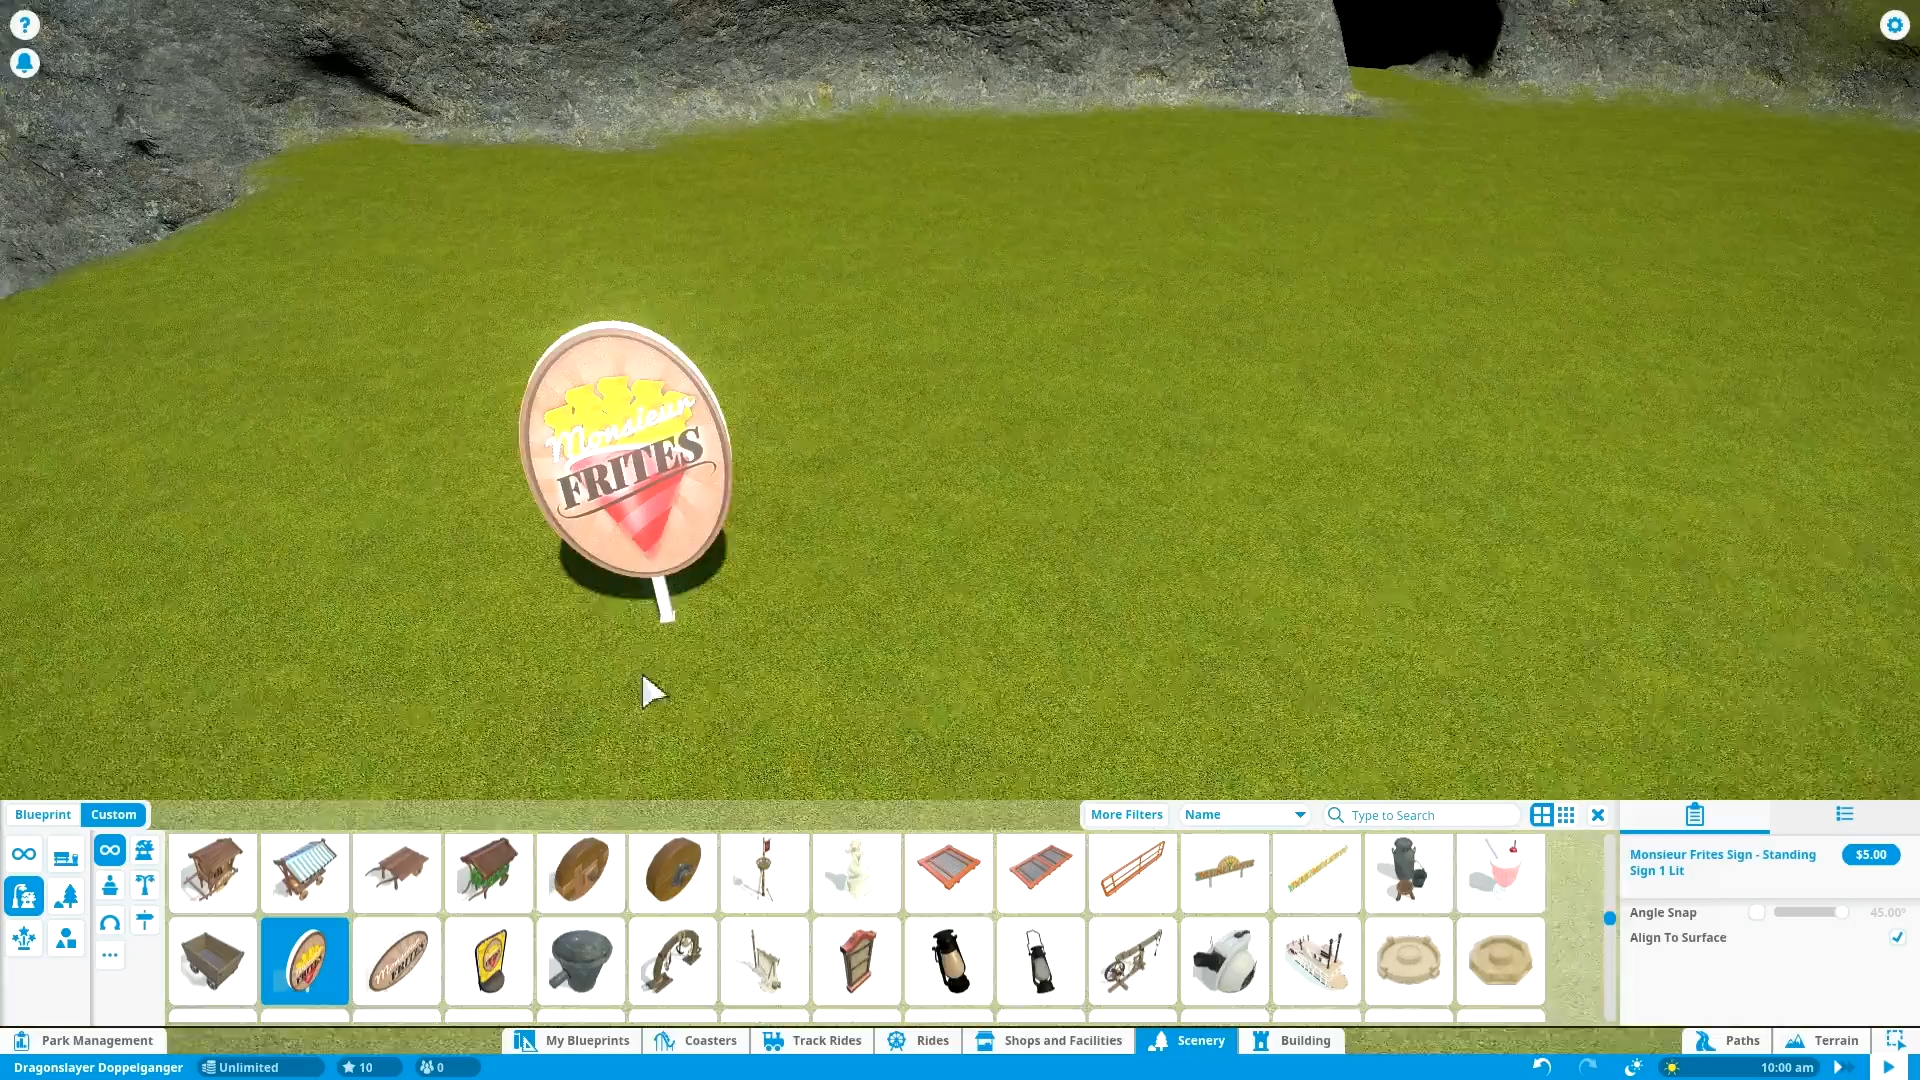 ?
Monsieur
FRITES
Blueprint
Custom
More Filters
Name
Type to Search
Monsieur Frites Sign - Standing
Sign 1 Lit
$5.00
Angle Snap
45.00°
Align To Surface
Park Management
My Blueprints
Coasters
Track Rides
Rides
Shops and Facilities
Scenery
Building
Paths
Terrain
Dragonslayer Doppelganger
Unlimited
10
0
10:00 am